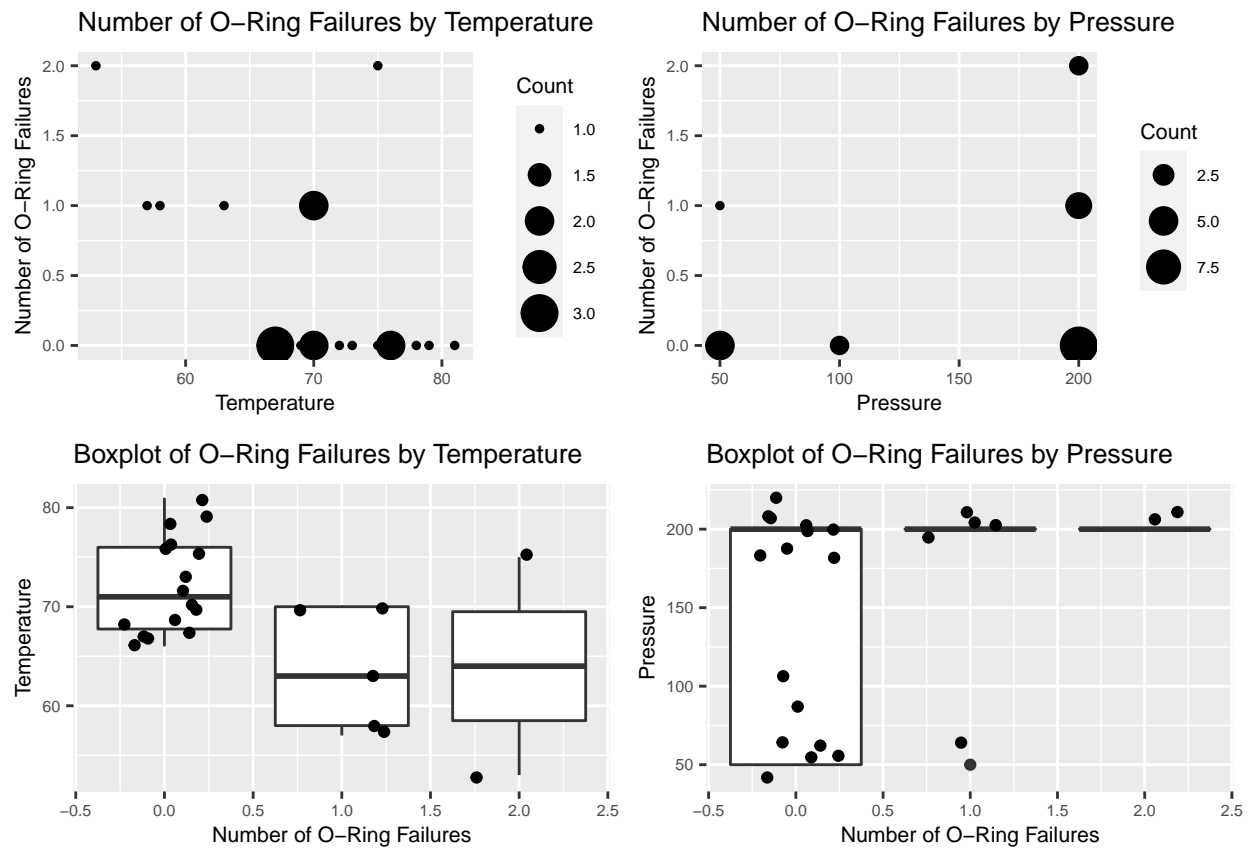 Number of O−Ring Failures by Temperature
2.0
1.5
1.0
0.5
0.0
Number of O−Ring Failures
60 70 80
Temperature
Count
1.0
1.5
2.0
2.5
3.0
Number of O−Ring Failures by Pressure
2.0
1.5
1.0
0.5
0.0
Number of O−Ring Failures
50 100 150 200
Pressure
Count
2.5
5.0
7.5
Boxplot of O−Ring Failures by Temperature
80
70
60
Temperature
−0.5 0.0 0.5 1.0 1.5 2.0 2.5
Number of O−Ring Failures
Boxplot of O−Ring Failures by Pressure
200
150
100
50
Pressure
−0.5 0.0 0.5 1.0 1.5 2.0 2.5
Number of O−Ring Failures